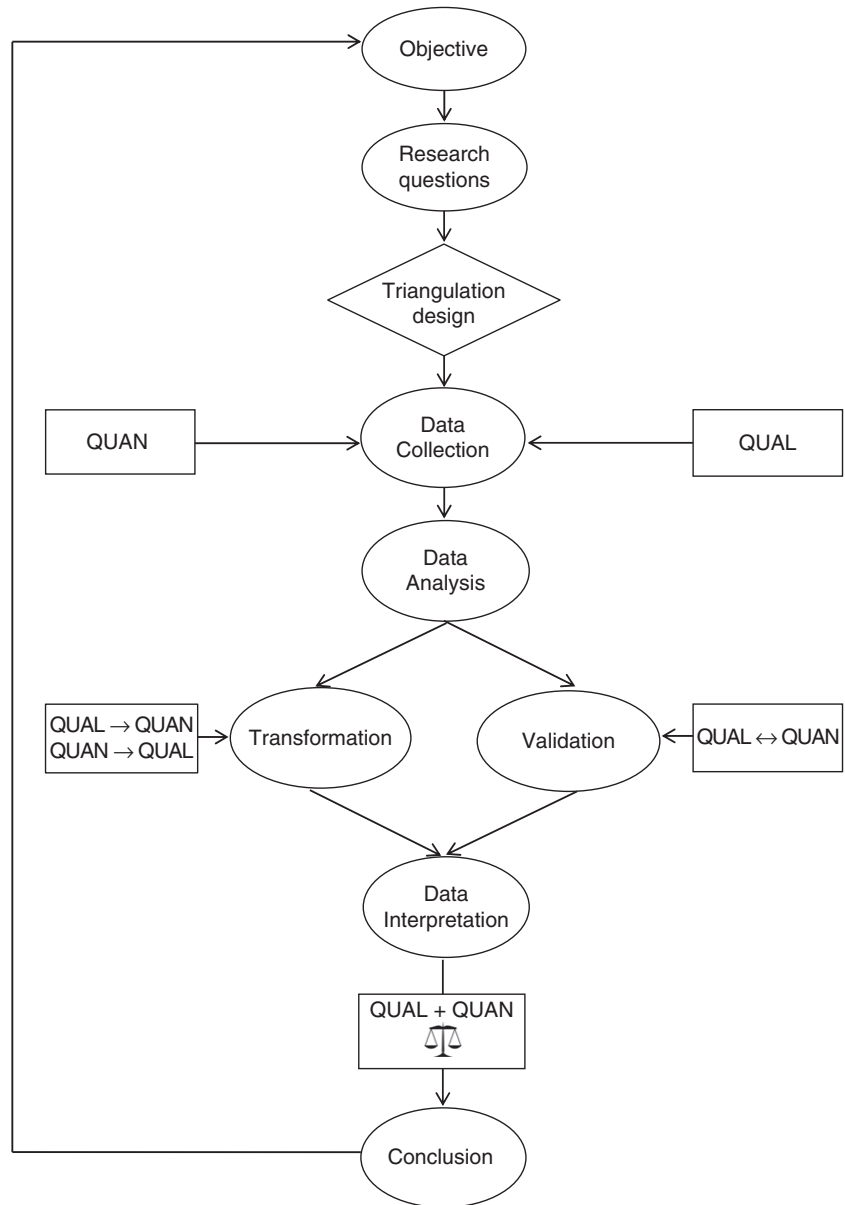 Objective
Research
questions
Triangulation
design
QUAN
Data
Collection
QUAL
Data
Analysis
QUAL → QUAN
QUAN → QUAL
Transformation
Validation
QUAL ↔ QUAN
Data
Interpretation
QUAL + QUAN
Conclusion